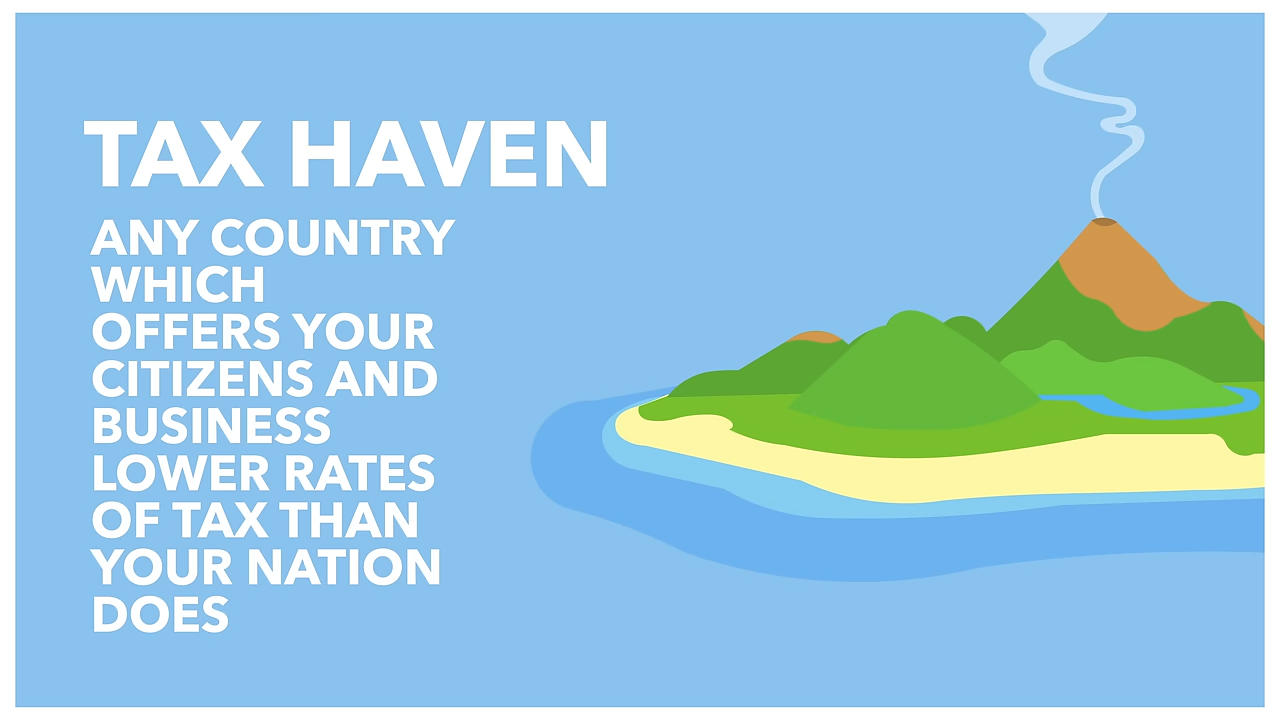 TAX HAVEN
ANY COUNTRY
WHICH
OFFERS YOUR
CITIZENS AND
BUSINESS
LOWER RATES
OF TAX THAN
YOUR NATION
DOES